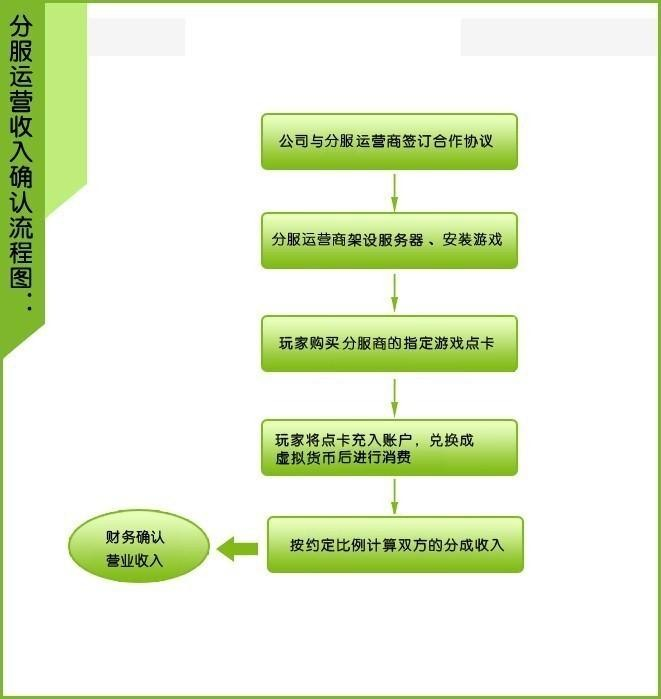 分服运营收入确认流程图：
公司与分服运营商签订合作协议
分服运营商架设服务器、安装游戏
玩家购买分服商的指定游戏点卡
玩家将点卡充入账户，兑换成
虚拟货币后进行消费
按约定比例计算双方的分成收入
财务确认
营业收入